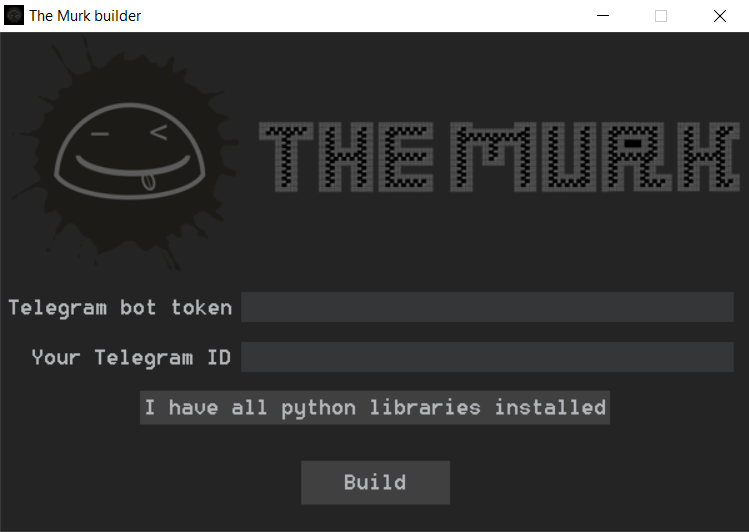 The Murk builder
THE MURK
Telegram bot token
Your Telegram ID
I have all python libraries installed
Build